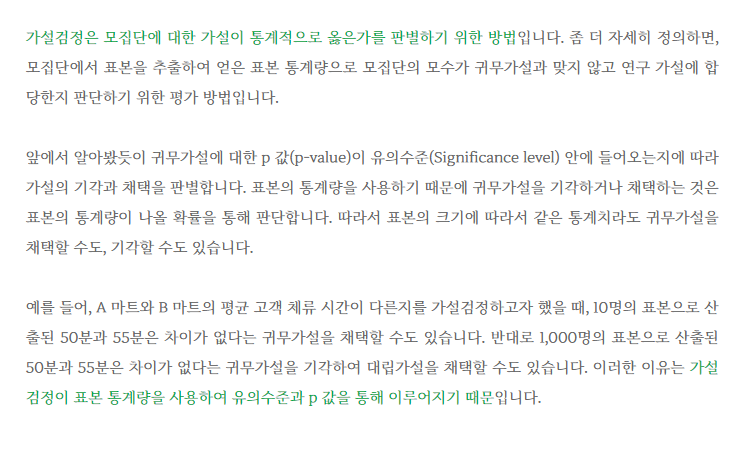 가설검정은 모집단에 대한 가설이 통계적으로 옳은가를 판별하기 위한 방법입니다. 좀 더 자세히 정의하면,
모집단에서 표본을 추출하여 얻은 표본 통계량으로 모집단의 모수가 귀무가설과 맞지 않고 연구 가설에 합
당한지 판단하기 위한 평가 방법입니다.
앞에서 알아봤듯이 귀무가설에 대한 p 값(p-value)이 유의수준(Significance level) 안에 들어오는지에 따라
가설의 기각과 채택을 판별합니다. 표본의 통계량을 사용하기 때문에 귀무가설을 기각하거나 채택하는 것은
표본의 통계량이 나올 확률을 통해 판단합니다. 따라서 표본의 크기에 따라서 같은 통계치라도 귀무가설을
채택할 수도, 기각할 수도 있습니다.
예를 들어, A 마트와 B 마트의 평균 고객 체류 시간이 다른지를 가설검정하고자 했을 때, 10명의 표본으로 산
출된 50분과 55분은 차이가 없다는 귀무가설을 채택할 수도 있습니다. 반대로 1,000명의 표본으로 산출된
50분과 55분은 차이가 없다는 귀무가설을 기각하여 대립가설을 채택할 수도 있습니다. 이러한 이유는 가설
검정이 표본 통계량을 사용하여 유의수준과 p 값을 통해 이루어지기 때문입니다.